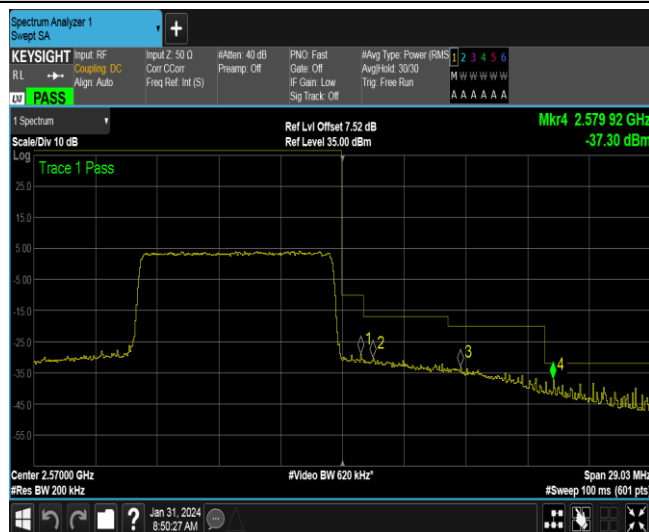 Spectrum Analyzer 1
Swept SA
KEYSIGHT Input: RF Input Z: 50 Ω #Atten: 40 dB PNO: Fast #Avg Type: Power (RMS 1 2 3 4 5 6
RL Coupling: DC Corr CCorr Preamp: Off Gate: Off Avg|Hold: 30/30 M W W W W W
Align: Auto Freq Ref: Int (S) IF Gain: Low Trig: Free Run
LXI PASS Sig Track: Off A A A A A A
1 Spectrum Ref Lvl Offset 7.52 dB Mkr4 2.579 92 GHz
Scale/Div 10 dB Ref Level 35.00 dBm -37.30 dBm
Log
Trace 1 Pass
25.0
15.0
5.00
-5.00
-15.0
-25.0
1 2 3
-35.0
4
-45.0
-55.0
Center 2.57000 GHz #Video BW 620 kHz* Span 29.03 MHz
#Res BW 200 kHz #Sweep 100 ms (601 pts)
? Jan 31, 2024
8:50:27 AM